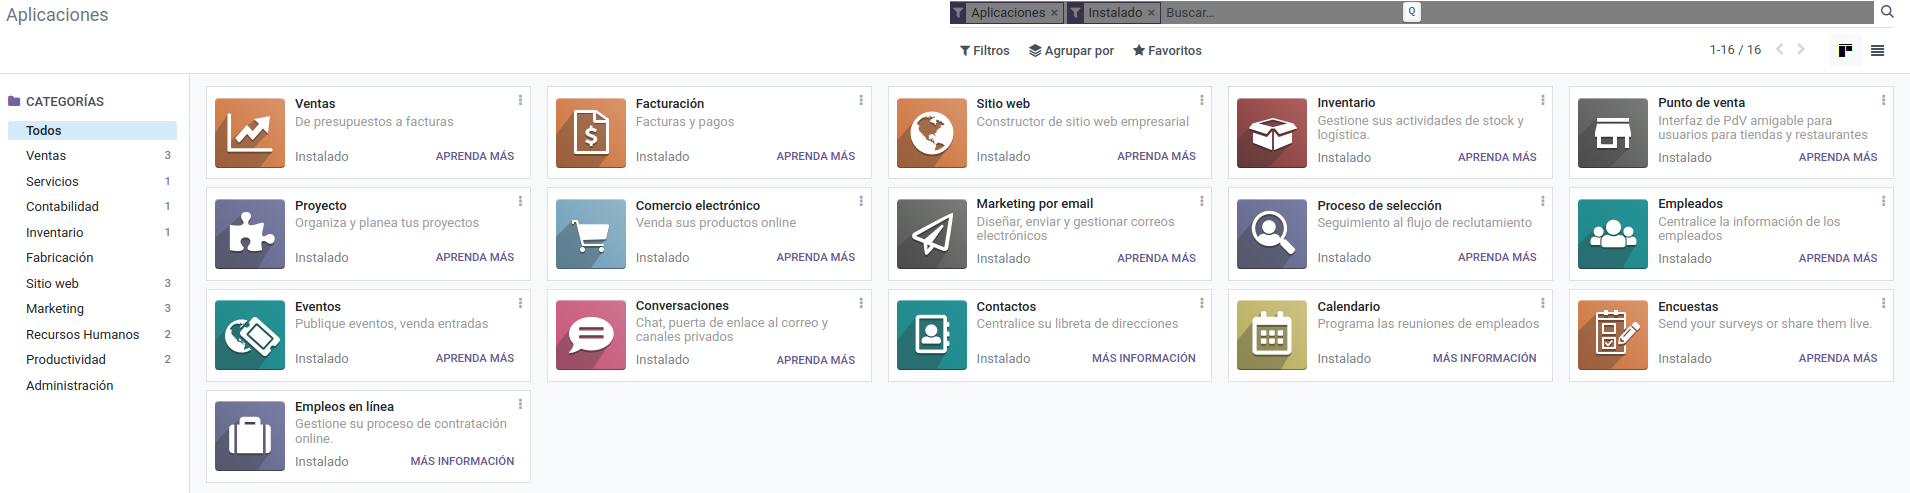 Aplicaciones
Aplicaciones × Instalado × Buscar... Q
Filtros Agrupar por Favoritos
1-16 / 16
CATEGORÍAS
Todos
Ventas 3
Servicios 1
Contabilidad 1
Inventario 1
Fabricación
Sitio web 3
Marketing 3
Recursos Humanos 2
Productividad 2
Administración
Ventas
De presupuestos a facturas
Instalado APRENDA MÁS
Facturación
Facturas y pagos
Instalado APRENDA MÁS
Sitio web
Constructor de sitio web empresarial
Instalado APRENDA MÁS
Inventario
Gestione sus actividades de stock y
logística.
Instalado APRENDA MÁS
Punto de venta
Interfaz de PdV amigable para
usuarios para tiendas y restaurantes
Instalado APRENDA MÁS
Proyecto
Organiza y planea tus proyectos
Instalado APRENDA MÁS
Comercio electrónico
Venda sus productos online
Instalado APRENDA MÁS
Marketing por email
Diseñar, enviar y gestionar correos
electrónicos
Instalado APRENDA MÁS
Proceso de selección
Seguimiento al flujo de reclutamiento
Instalado APRENDA MÁS
Empleados
Centralice la información de los
empleados
Instalado APRENDA MÁS
Eventos
Publique eventos, venda entradas
Instalado APRENDA MÁS
Conversaciones
Chat, puerta de enlace al correo y
canales privados
Instalado APRENDA MÁS
Contactos
Centralice su libreta de direcciones
Instalado MÁS INFORMACIÓN
Calendario
Programa las reuniones de empleados
Instalado MÁS INFORMACIÓN
Encuestas
Send your surveys or share them live.
Instalado APRENDA MÁS
Empleos en línea
Gestione su proceso de contratación
online.
Instalado MÁS INFORMACIÓN